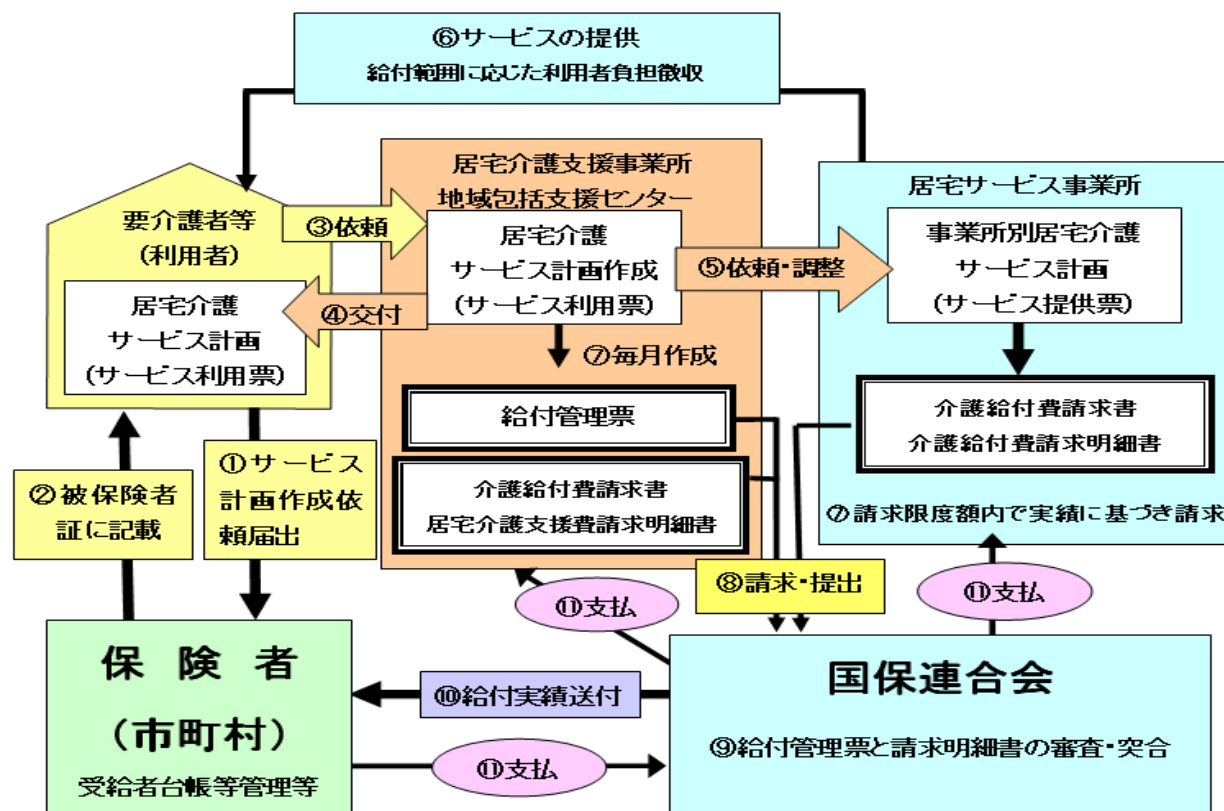 ⑥サービスの提供
給付範囲に応じた利用者負担徴収
居宅介護支援事業所
地域包括支援センター
居宅サービス事業所
要介護者等
(利用者)
③依頼
居宅介護
サービス計画作成
(サービス利用票)
⑤依頼・調整
事業所別居宅介護
サービス計画
(サービス提供票)
居宅介護
サービス計画
(サービス利用票)
④交付
⑦毎月作成
給付管理票
介護給付費請求書
居宅介護支援費請求明細書
介護給付費請求書
介護給付費請求明細書
⑦請求限度額内で実績に基づき請求
②被保険者
証に記載
①サービス
計画作成依
頼届出
⑧請求・提出
⑪支払
⑪支払
保険者
(市町村)
受給者台帳等管理等
⑩給付実績送付
⑪支払
国保連合会
⑨給付管理票と請求明細書の審査・突合